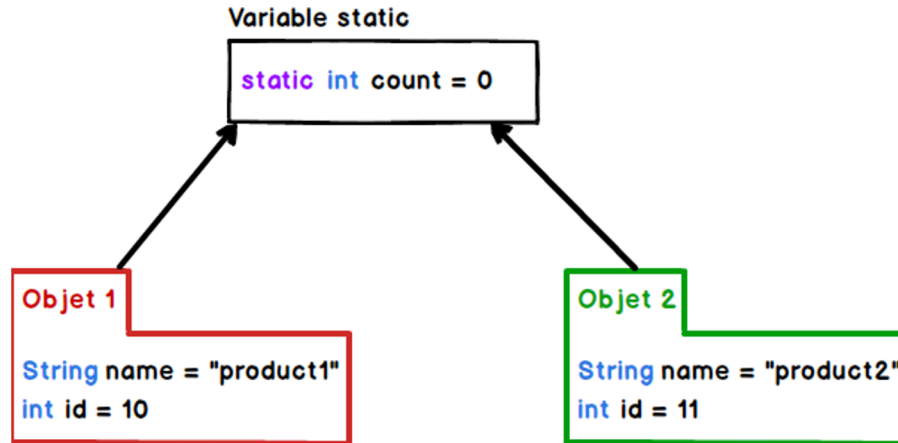 Variable static
static int count = 0
Objet 1
String name = "product1"
int id = 10
Objet 2
String name = "product2"
int id = 11